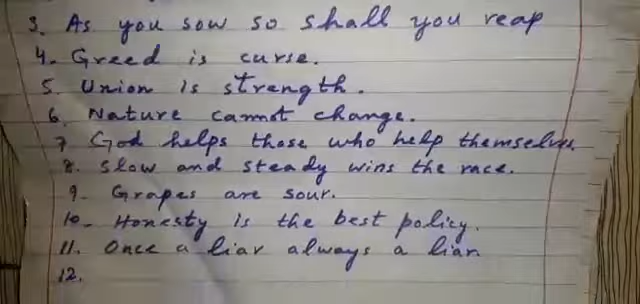 3. As you sow so shall you reap
4. Greed is curse.
5. Union is strength.
6. Nature cannot change.
7 God helps those who help themselves.
8. Slow and steady wins the race.
9. Grapes are sour.
10. Honesty is the best policy.
11. Once a liar always a liar.
12.